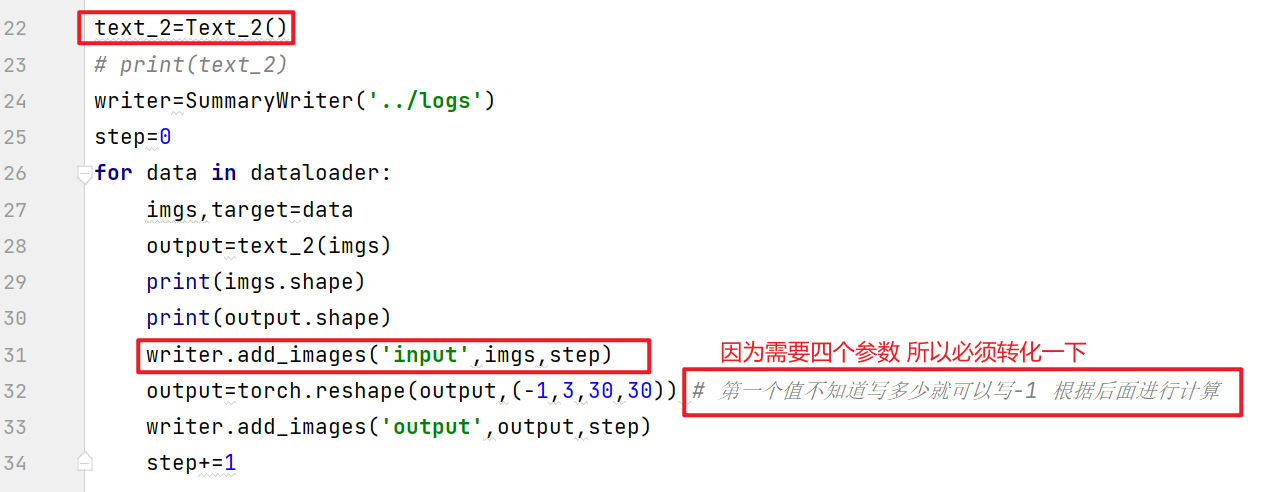 22 text_2=Text_2()
23 # print(text_2)
24 writer=SummaryWriter('../logs')
25 step=0
26 for data in dataloader:
27 imgs,target=data
28 output=text_2(imgs)
29 print(imgs.shape)
30 print(output.shape)
31 writer.add_images('input',imgs,step)
因为需要四个参数 所以必须转化一下
32 output=torch.reshape(output,(-1,3,30,30)) # 第一个值不知道写多少就可以写-1 根据后面进行计算
33 writer.add_images('output',output,step)
34 step+=1